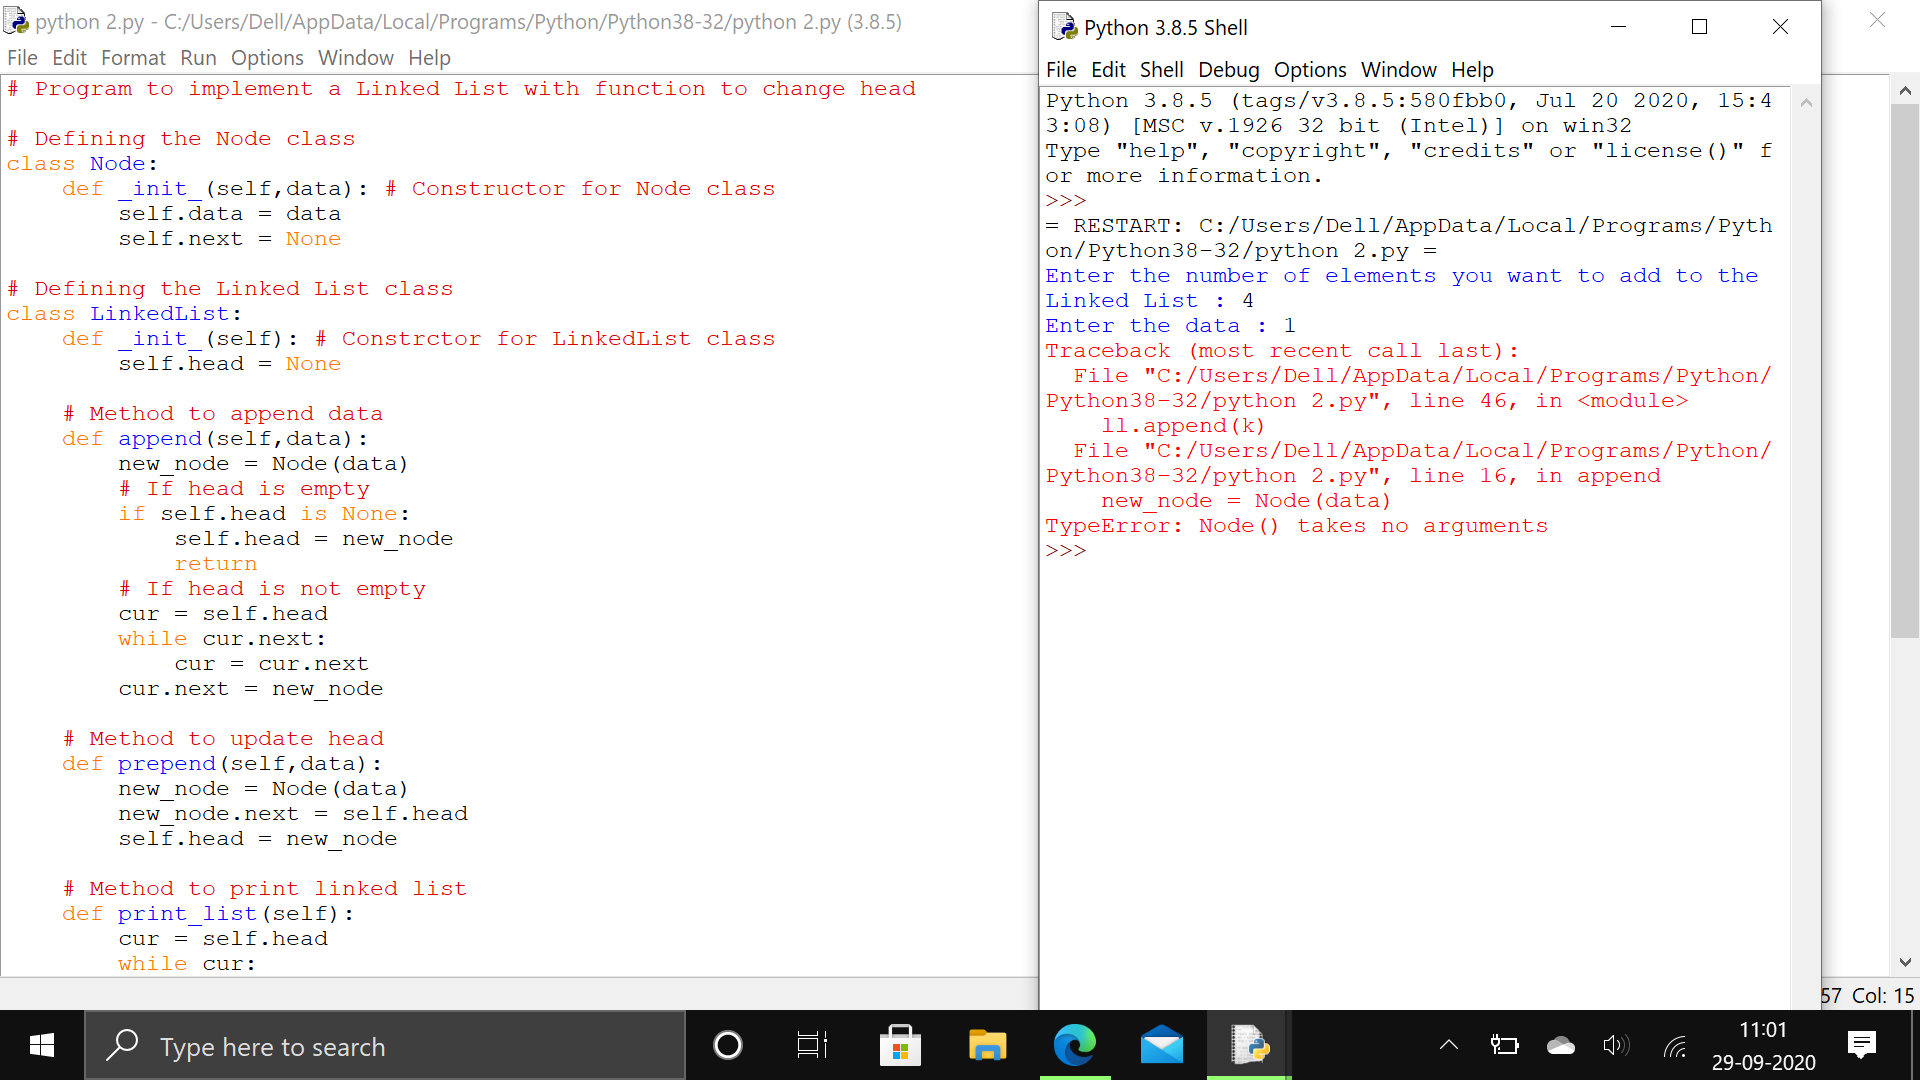 python 2.py - C:/Users/Dell/AppData/Local/Programs/Python/Python38-32/python 2.py (3.8.5)
File Edit Format Run Options Window Help
# Program to implement a Linked List with function to change head
# Defining the Node class
class Node:
    def _init_(self,data): # Constructor for Node class
        self.data = data
        self.next = None
# Defining the Linked List class
class LinkedList:
    def _init_(self): # Constrctor for LinkedList class
        self.head = None
    # Method to append data
    def append(self,data):
        new_node = Node(data)
        # If head is empty
        if self.head is None:
            self.head = new_node
            return
        # If head is not empty
        cur = self.head
        while cur.next:
            cur = cur.next
        cur.next = new_node
    # Method to update head
    def prepend(self,data):
        new_node = Node(data)
        new_node.next = self.head
        self.head = new_node
    # Method to print linked list
    def print_list(self):
        cur = self.head
        while cur:
Python 3.8.5 Shell
File Edit Shell Debug Options Window Help
Python 3.8.5 (tags/v3.8.5:580fbb0, Jul 20 2020, 15:4
3:08) [MSC v.1926 32 bit (Intel)] on win32
Type "help", "copyright", "credits" or "license()" f
or more information.
>>>
= RESTART: C:/Users/Dell/AppData/Local/Programs/Pyth
on/Python38-32/python 2.py =
Enter the number of elements you want to add to the
Linked List : 4
Enter the data : 1
Traceback (most recent call last):
  File "C:/Users/Dell/AppData/Local/Programs/Python/
Python38-32/python 2.py", line 46, in <module>
    ll.append(k)
  File "C:/Users/Dell/AppData/Local/Programs/Python/
Python38-32/python 2.py", line 16, in append
    new_node = Node(data)
TypeError: Node() takes no arguments
>>>
57 Col: 15
Type here to search
11:01
29-09-2020